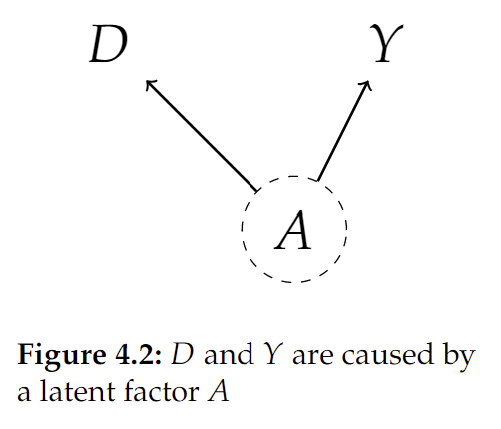 D Y
A
Figure 4.2: D and Y are caused by
a latent factor A